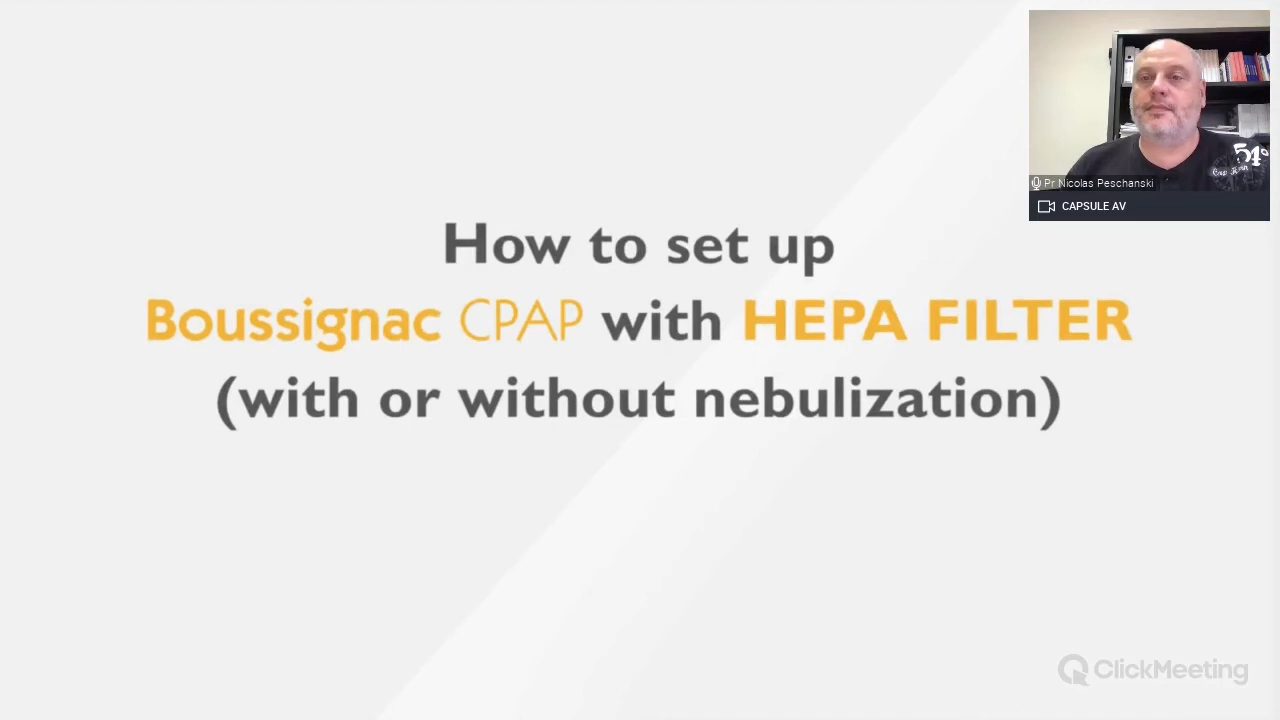 How to set up
Boussignac CPAP with HEPA FILTER
(with or without nebulization)
54°
Pr Nicolas Peschanski
CAPSULE AV
ClickMeeting